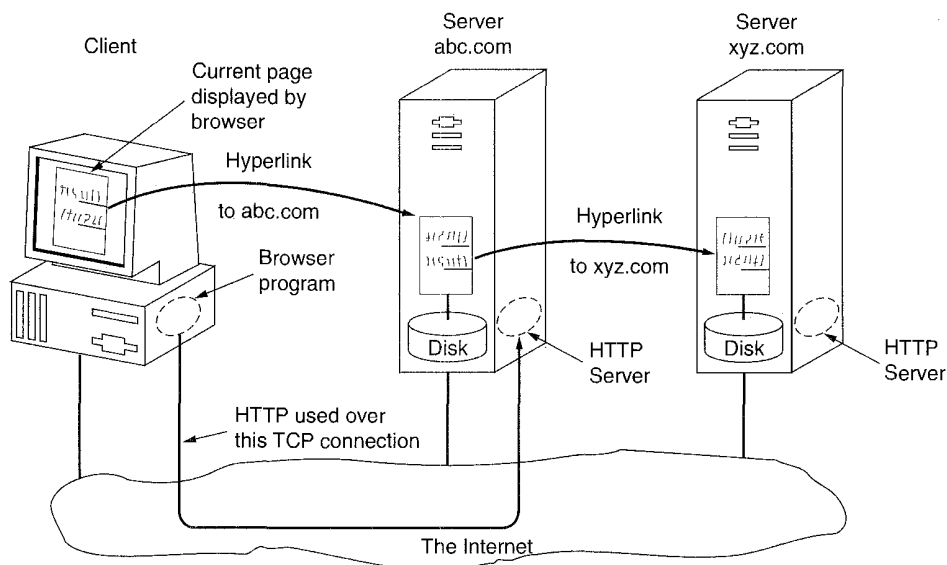 Client
Server
abc.com
Server
xyz.com
Current page
displayed by
browser
Hyperlink
to abc.com
Hyperlink
to xyz.com
Browser
program
Disk
HTTP
Server
Disk
HTTP
Server
HTTP used over
this TCP connection
The Internet